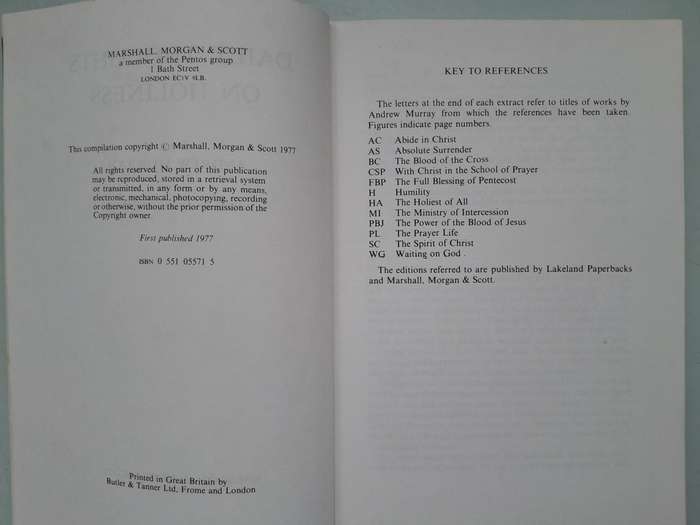 MARSHALL, MORGAN & SCOTT
a member of the Pentos group
1 Bath Street
LONDON EC1V 9LB.
This compilation copyright © Marshall, Morgan & Scott 1977
All rights reserved. No part of this publication
may be reproduced, stored in a retrieval system
or transmitted, in any form or by any means,
electronic, mechanical, photocopying, recording
or otherwise, without the prior permission of the
Copyright owner
First published 1977
ISBN 0 551 05571 5
Printed in Great Britain by
Butler & Tanner Ltd, Frome and London
KEY TO REFERENCES
The letters at the end of each extract refer to titles of works by
Andrew Murray from which the references have been taken.
Figures indicate page numbers.
AC Abide in Christ
AS Absolute Surrender
BC The Blood of the Cross
CSP With Christ in the School of Prayer
FBP The Full Blessing of Pentecost
H Humility
HA The Holiest of All
MI The Ministry of Intercession
PBJ The Power of the Blood of Jesus
PL The Prayer Life
SC The Spirit of Christ
WG Waiting on God .
The editions referred to are published by Lakeland Paperbacks
and Marshall, Morgan & Scott.